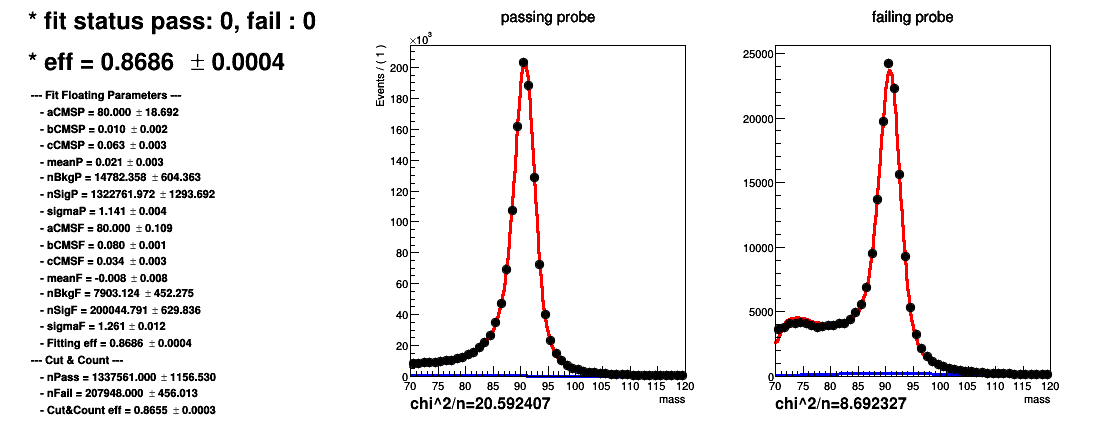 * fit status pass: 0, fail : 0
* eff = 0.8686 ± 0.0004
--- Fit Floating Parameters ---
- aCMSP = 80.000 ± 18.692
- bCMSP = 0.010 ± 0.002
- cCMSP = 0.063 ± 0.003
- meanP = 0.021 ± 0.003
- nBkgP = 14782.358 ± 604.363
- nSigP = 1322761.972 ± 1293.692
- sigmaP = 1.141 ± 0.004
- aCMSF = 80.000 ± 0.109
- bCMSF = 0.080 ± 0.001
- cCMSF = 0.034 ± 0.003
- meanF = -0.008 ± 0.008
- nBkgF = 7903.124 ± 452.275
- nSigF = 200044.791 ± 629.836
- sigmaF = 1.261 ± 0.012
- Fitting eff = 0.8686 ± 0.0004
--- Cut & Count ---
- nPass = 1337561.000 ± 1156.530
- nFail = 207948.000 ± 456.013
- Cut&Count eff = 0.8655 ± 0.0003
passing probe
×10³
Events / ( 1 )
200
180
160
140
120
100
80
60
40
20
0
70 75 80 85 90 95 100 105 110 115 120
mass
chi^2/n=20.592407
failing probe
25000
20000
15000
10000
5000
0
70 75 80 85 90 95 100 105 110 115 120
mass
chi^2/n=8.692327